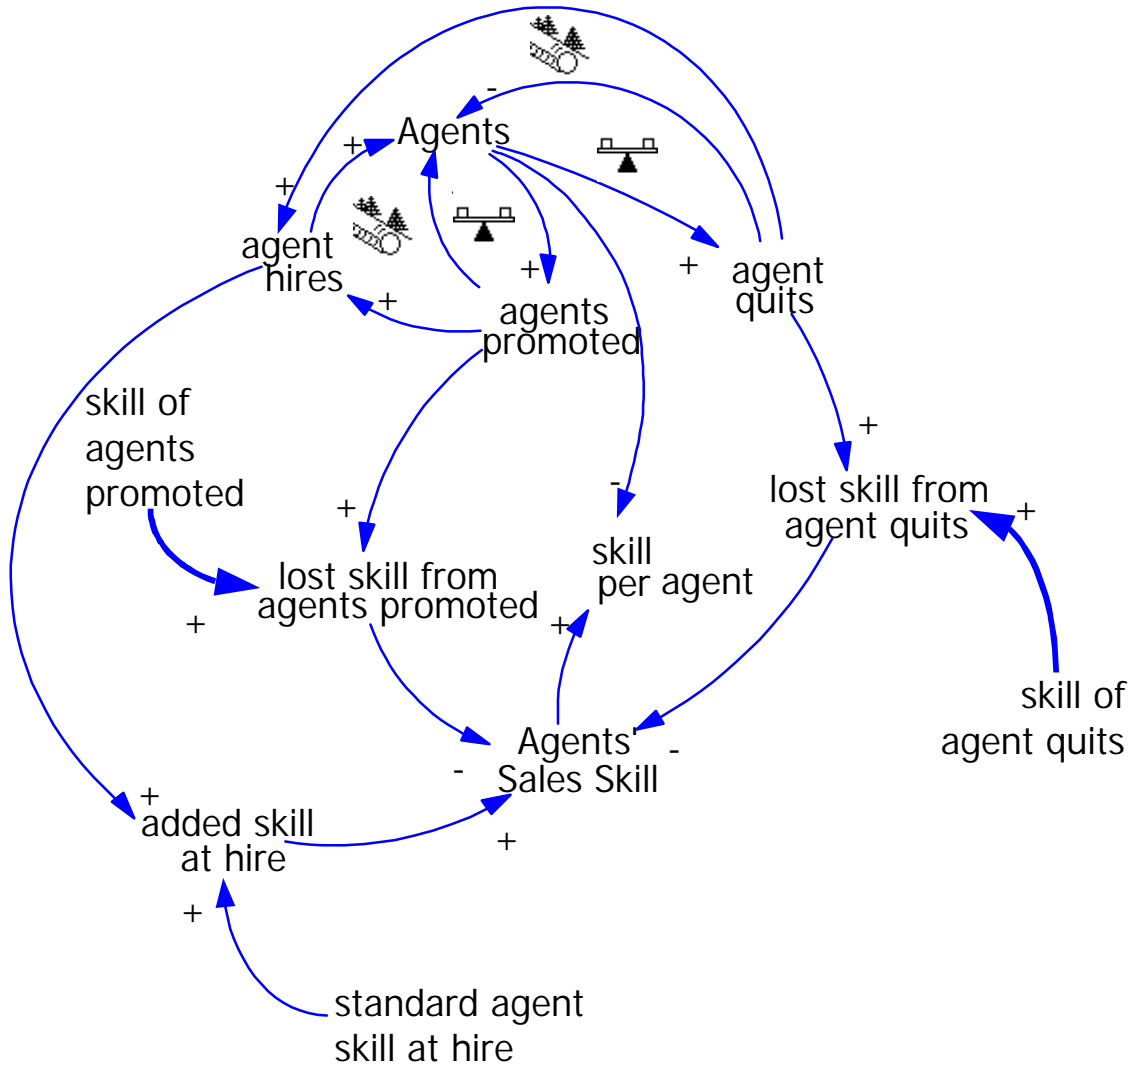 -
Agents
+
+
agent
hires
+
agents
promoted
+
+
agent
quits
skill of
agents
promoted
+
-
lost skill from
agent quits
+
+
skill
per agent
lost skill from
agents promoted
+
+
skill of
agent quits
Agents'
Sales Skill
-
-
+
added skill
at hire
+
+
standard agent
skill at hire